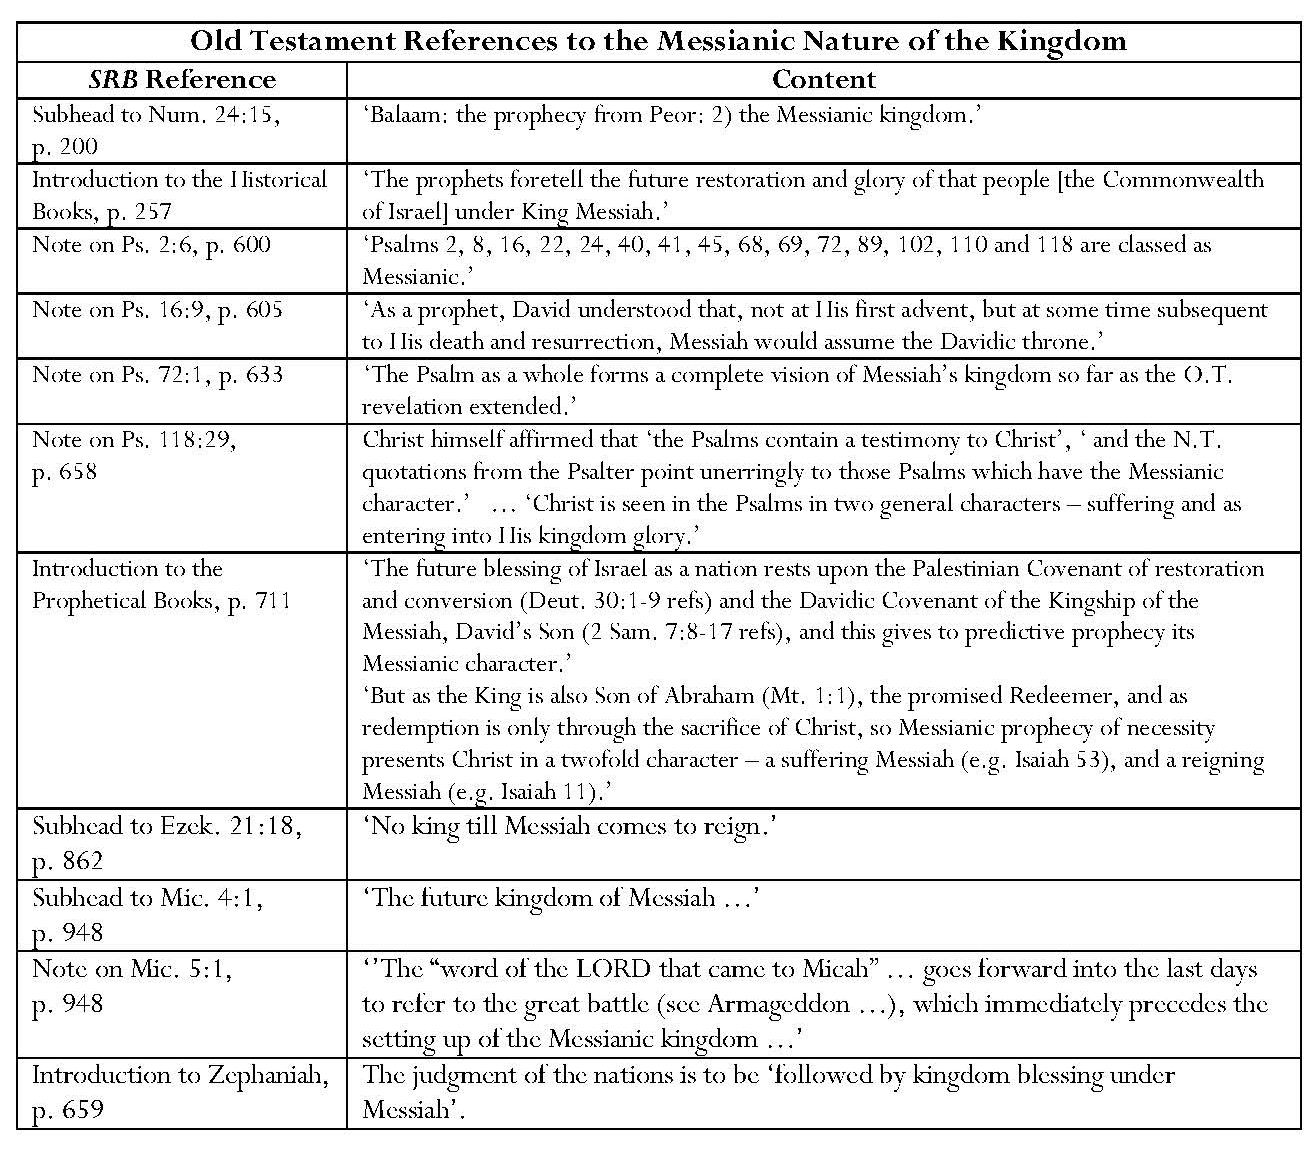 Old Testament References to the Messianic Nature of the Kingdom
SRB Reference
Content
Subhead to Num. 24:15,
p. 200
‘Balaam: the prophecy from Peor: 2) the Messianic kingdom.’
Introduction to the Historical
Books, p. 257
‘The prophets foretell the future restoration and glory of that people [the Commonwealth
of Israel] under King Messiah.’
Note on Ps. 2:6, p. 600
‘Psalms 2, 8, 16, 22, 24, 40, 41, 45, 68, 69, 72, 89, 102, 110 and 118 are classed as
Messianic.’
Note on Ps. 16:9, p. 605
‘As a prophet, David understood that, not at His first advent, but at some time subsequent
to His death and resurrection, Messiah would assume the Davidic throne.’
Note on Ps. 72:1, p. 633
‘The Psalm as a whole forms a complete vision of Messiah’s kingdom so far as the O.T.
revelation extended.’
Note on Ps. 118:29,
p. 658
Christ himself affirmed that ‘the Psalms contain a testimony to Christ’, ‘ and the N.T.
quotations from the Psalter point unerringly to those Psalms which have the Messianic
character.’ … ‘Christ is seen in the Psalms in two general characters – suffering and as
entering into His kingdom glory.’
Introduction to the
Prophetical Books, p. 711
‘The future blessing of Israel as a nation rests upon the Palestinian Covenant of restoration
and conversion (Deut. 30:1-9 refs) and the Davidic Covenant of the Kingship of the
Messiah, David’s Son (2 Sam. 7:8-17 refs), and this gives to predictive prophecy its
Messianic character.’
‘But as the King is also Son of Abraham (Mt. 1:1), the promised Redeemer, and as
redemption is only through the sacrifice of Christ, so Messianic prophecy of necessity
presents Christ in a twofold character – a suffering Messiah (e.g. Isaiah 53), and a reigning
Messiah (e.g. Isaiah 11).’
Subhead to Ezek. 21:18,
p. 862
‘No king till Messiah comes to reign.’
Subhead to Mic. 4:1,
p. 948
‘The future kingdom of Messiah …’
Note on Mic. 5:1,
p. 948
‘’The “word of the LORD that came to Micah” … goes forward into the last days
to refer to the great battle (see Armageddon …), which immediately precedes the
setting up of the Messianic kingdom …’
Introduction to Zephaniah,
p. 659
The judgment of the nations is to be ‘followed by kingdom blessing under
Messiah’.